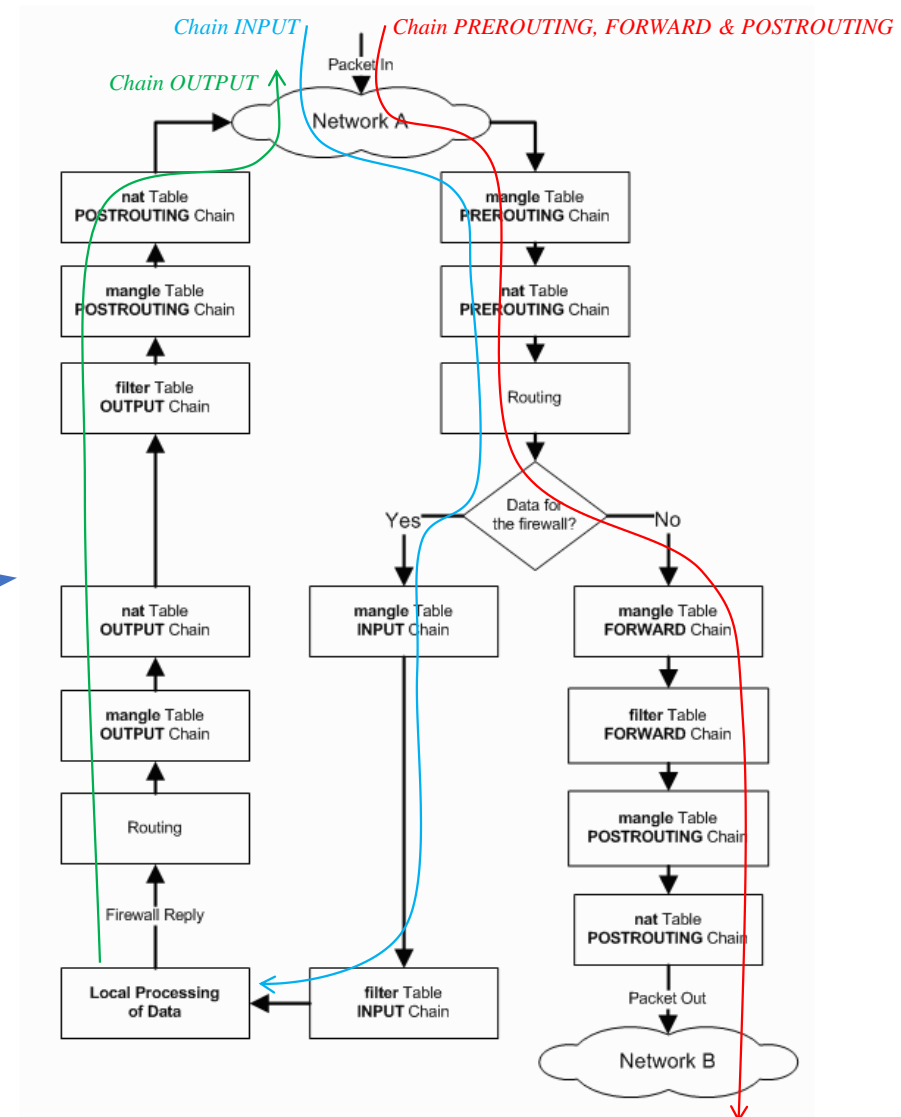 Chain INPUT
Chain PREROUTING, FORWARD & POSTROUTING
Packet In
Chain OUTPUT
Network A
nat Table
POSTROUTING Chain
mangle Table
PREROUTING Chain
mangle Table
POSTROUTING Chain
nat Table
PREROUTING Chain
filter Table
OUTPUT Chain
Routing
Data for
the firewall?
Yes
No
nat Table
OUTPUT Chain
mangle Table
INPUT Chain
mangle Table
FORWARD Chain
mangle Table
OUTPUT Chain
filter Table
FORWARD Chain
Routing
mangle Table
POSTROUTING Chain
Firewall Reply
nat Table
POSTROUTING Chain
Local Processing
of Data
filter Table
INPUT Chain
Packet Out
Network B